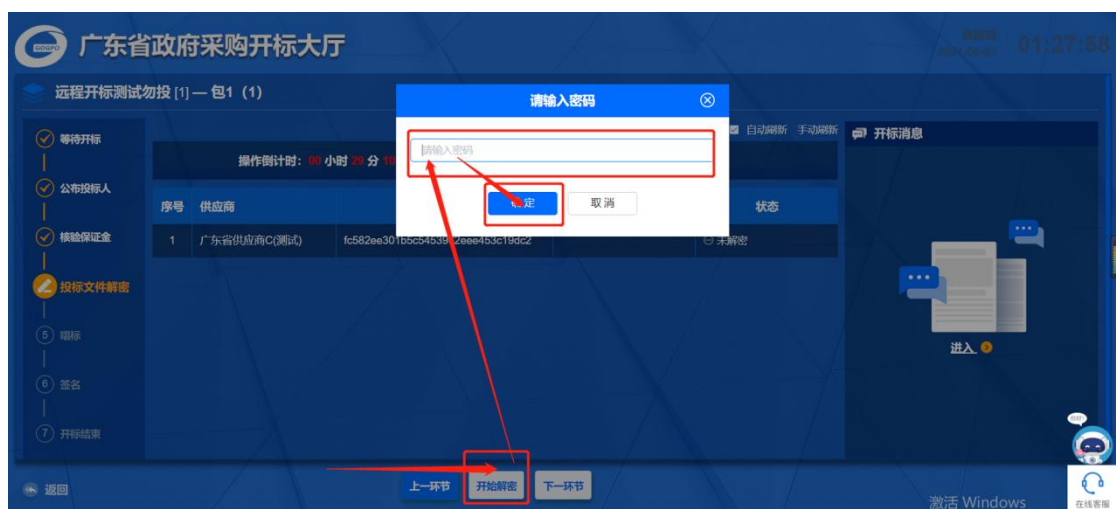 GDGPO
广东省政府采购开标大厅
01:27:58
远程开标测试勿投 [1] — 包1（1）
请输入密码
请输入密码
确定
取消
自动刷新 手动刷新
开标消息
操作倒计时：00 小时 29 分 10
等待开标
公布投标人
核验保证金
投标文件解密
5 唱标
6 签名
7 开标结束
序号 供应商 状态
1 广东省供应商C(测试) 未解密
进入
上一环节
开始解密
下一环节
返回
激活 Windows
在线客服